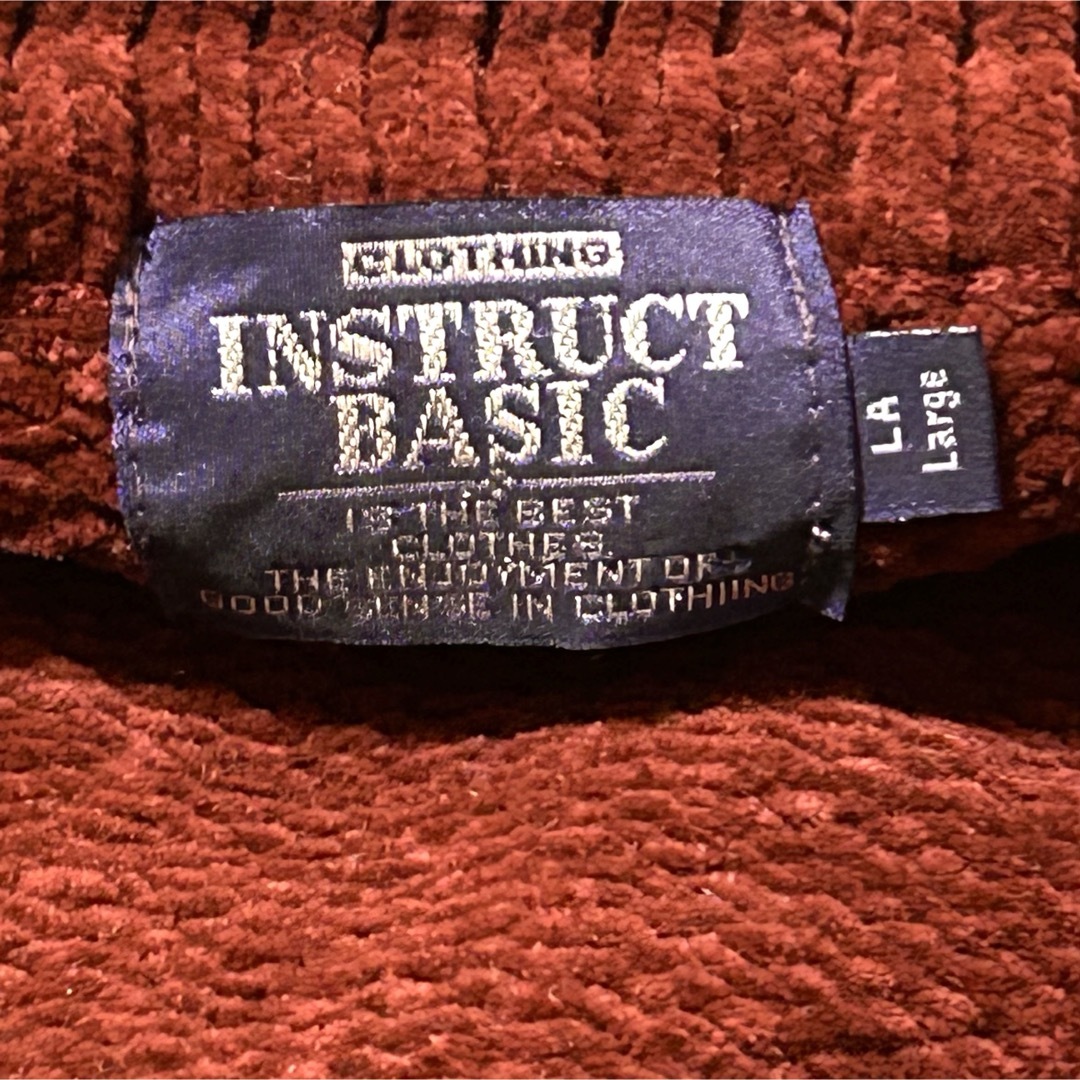 CLOTHING
INSTRUCT
BASIC
IS THE BEST
CLOTHES.
THE ENJOYMENT OF
GOOD SENSE IN CLOTHIING
LA
Large